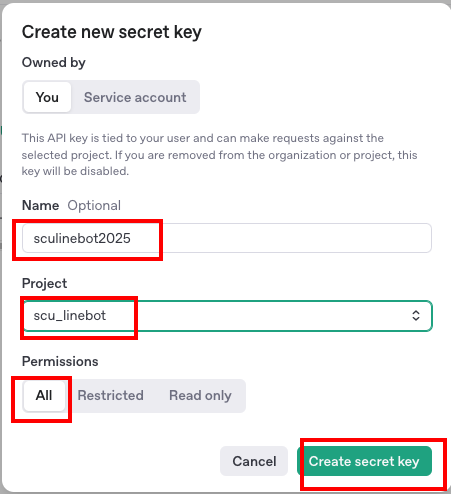 Create new secret key
Owned by
You Service account
This API key is tied to your user and can make requests against the
selected project. If you are removed from the organization or project, this
key will be disabled.
Name Optional
sculinebot2025
Project
scu_linebot
Permissions
All Restricted Read only
Cancel Create secret key